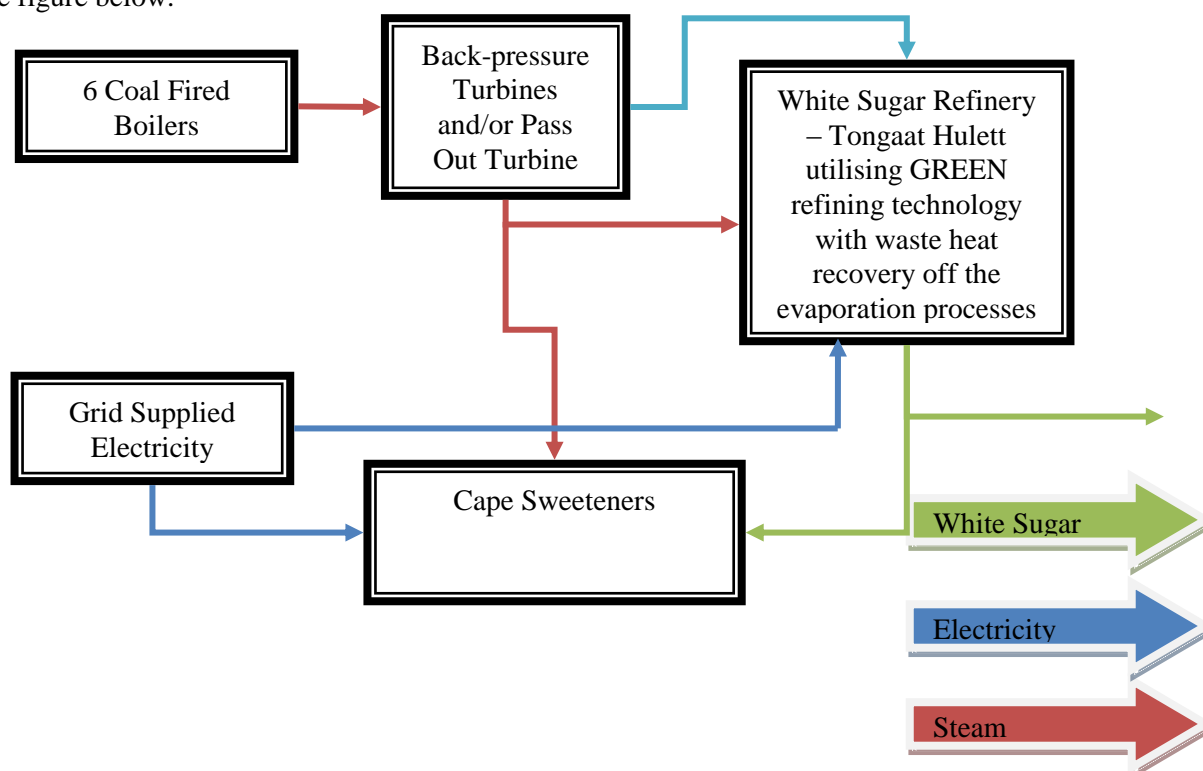 e figure below.
6 Coal Fired
Boilers
Back-pressure
Turbines
and/or Pass
Out Turbine
White Sugar Refinery
– Tongaat Hulett
utilising GREEN
refining technology
with waste heat
recovery off the
evaporation processes
Grid Supplied
Electricity
Cape Sweeteners
White Sugar
Electricity
Steam